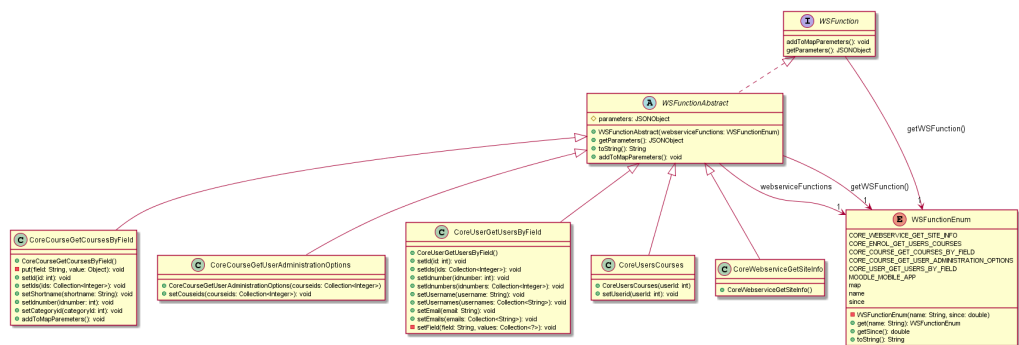 I WSFunction
addToMapParemeters(): void
getParameters(): JSONObject
A WSFunctionAbstract
parameters: JSONObject
WSFunctionAbstract(webserviceFunctions: WSFunctionEnum)
getParameters(): JSONObject
toString(): String
addToMapParemeters(): void
getWSFunction()
webserviceFunctions
getWSFunction()
1
1
1
C CoreCourseGetCoursesByField
CoreCourseGetCoursesByField()
put(field: String, value: Object): void
setId(id: int): void
setIds(ids: Collection<Integer>): void
setShortname(shortname: String): void
setIdnumber(idnumber: int): void
setCategoryId(categoryId: int): void
addToMapParemeters(): void
C CoreCourseGetUserAdministrationOptions
CoreCourseGetUserAdministrationOptions(courseids: Collection<Integer>)
setCouseids(courseids: Collection<Integer>): void
C CoreUserGetUsersByField
CoreUserGetUsersByField()
setId(id: int): void
setIds(ids: Collection<Integer>): void
setIdnumber(idnumber: int): void
setIdnumbers(idnumbers: Collection<Integer>): void
setUsername(username: String): void
setUsernames(usernames: Collection<String>): void
setEmail(email: String): void
setEmails(emails: Collection<String>): void
setField(field: String, values: Collection<?>): void
C CoreUsersCourses
CoreUsersCourses(userId: int)
setUserid(userId: int): void
C CoreWebserviceGetSiteInfo
CoreWebserviceGetSiteInfo()
E WSFunctionEnum
CORE_WEBSERVICE_GET_SITE_INFO
CORE_ENROL_GET_USERS_COURSES
CORE_COURSE_GET_COURSES_BY_FIELD
CORE_COURSE_GET_USER_ADMINISTRATION_OPTIONS
CORE_USER_GET_USERS_BY_FIELD
MOODLE_MOBILE_APP
map
name
since
WSFunctionEnum(name: String, since: double)
get(name: String): WSFunctionEnum
getSince(): double
toString(): String